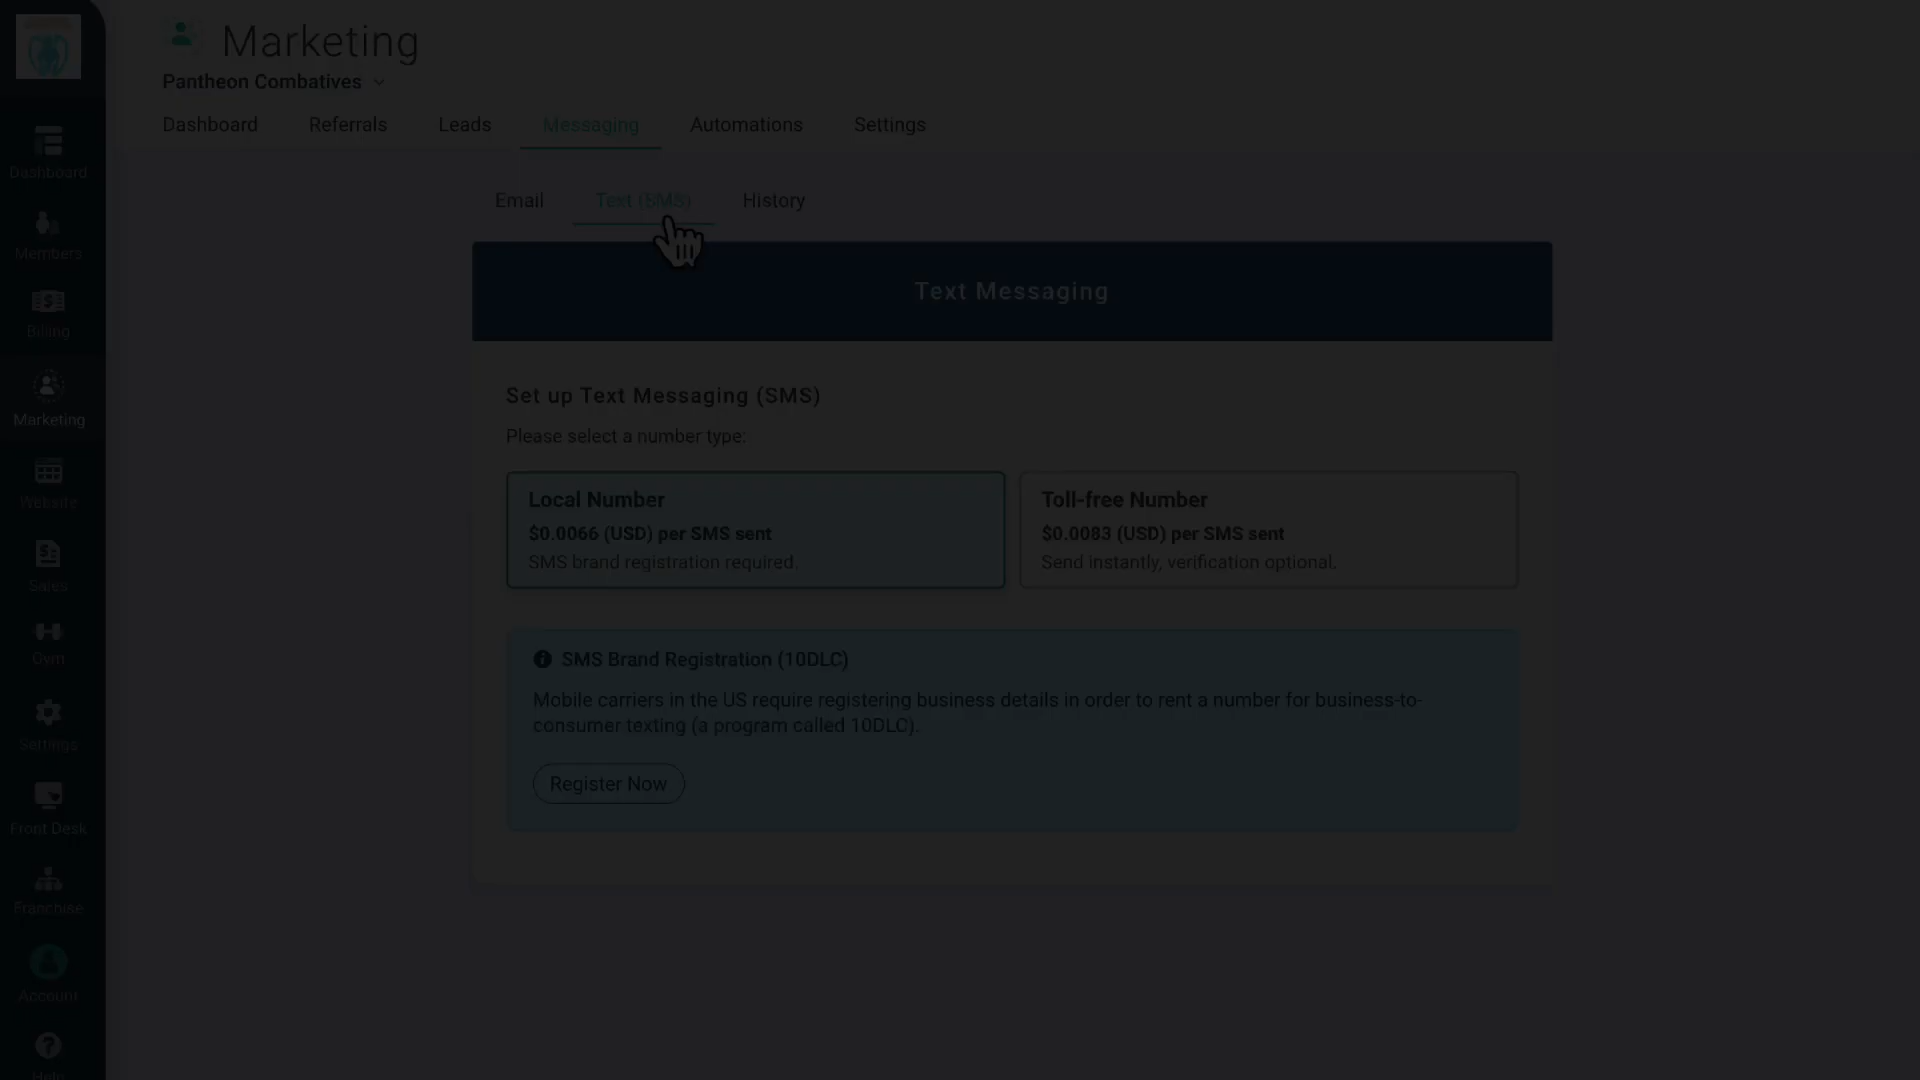 Marketing
Pantheon Combatives
Dashboard Referrals Leads Messaging Automations Settings
Email Text (SMS) History
Dashboard
Members
Billing
Marketing
Website
Sales
Gym
Settings
Front Desk
Franchise
Account
Help
Text Messaging
Set up Text Messaging (SMS)
Please select a number type:
Local Number
$0.0066 (USD) per SMS sent
SMS brand registration required.
Toll-free Number
$0.0083 (USD) per SMS sent
Send instantly, verification optional.
SMS Brand Registration (10DLC)
Mobile carriers in the US require registering business details in order to rent a number for business-to-
consumer texting (a program called 10DLC).
Register Now